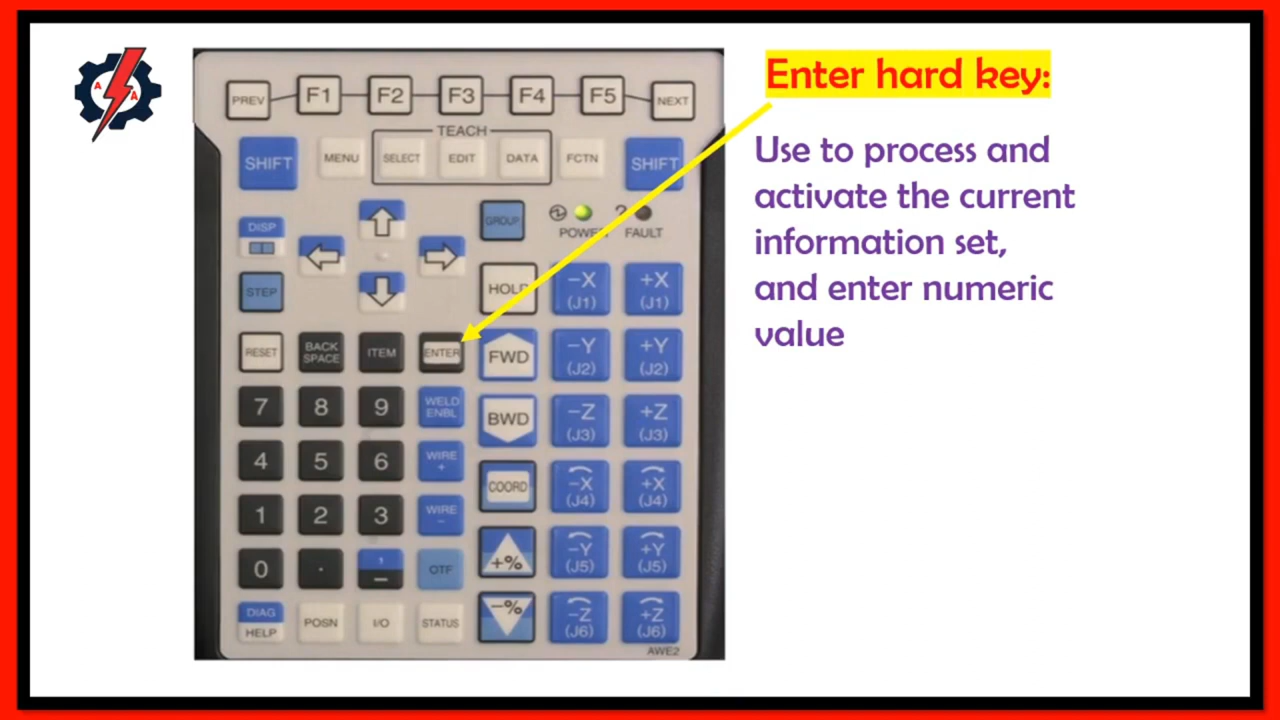 Enter hard key:
Use to process and
activate the current
information set,
and enter numeric
value
A A
PREV F1 F2 F3 F4 F5 NEXT
TEACH
SHIFT MENU SELECT EDIT DATA FCTN SHIFT
DISP GROUP POWER ? FAULT
STEP HOLD -X (J1) +X (J1)
RESET BACK SPACE ITEM ENTER FWD -Y (J2) +Y (J2)
7 8 9 WELD ENBL BWD -Z (J3) +Z (J3)
4 5 6 WIRE + COORD -X (J4) +X (J4)
1 2 3 WIRE - +% -Y (J5) +Y (J5)
0 . , - OTF
DIAG HELP POSN I/O STATUS -% -Z (J6) +Z (J6)
AWE2